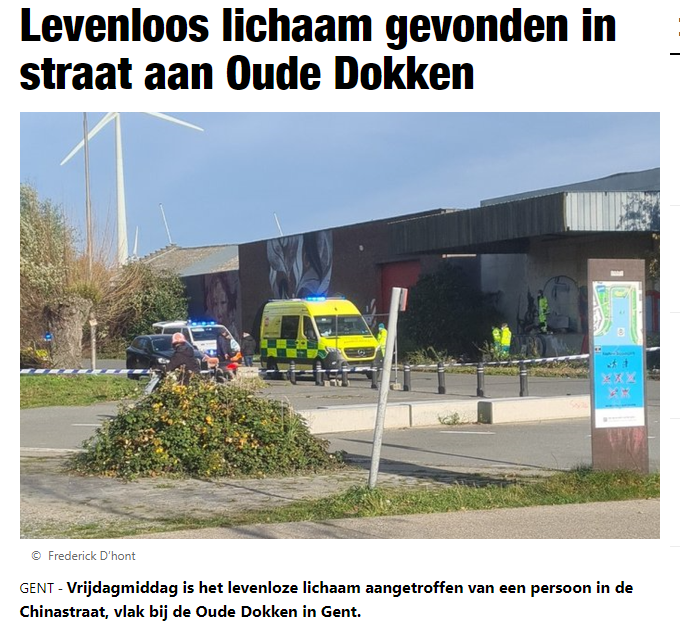 Levenloos lichaam gevonden in
straat aan Oude Dokken
© Frederick D'hont
GENT - Vrijdagmiddag is het levenloze lichaam aangetroffen van een persoon in de
Chinastraat, vlak bij de Oude Dokken in Gent.